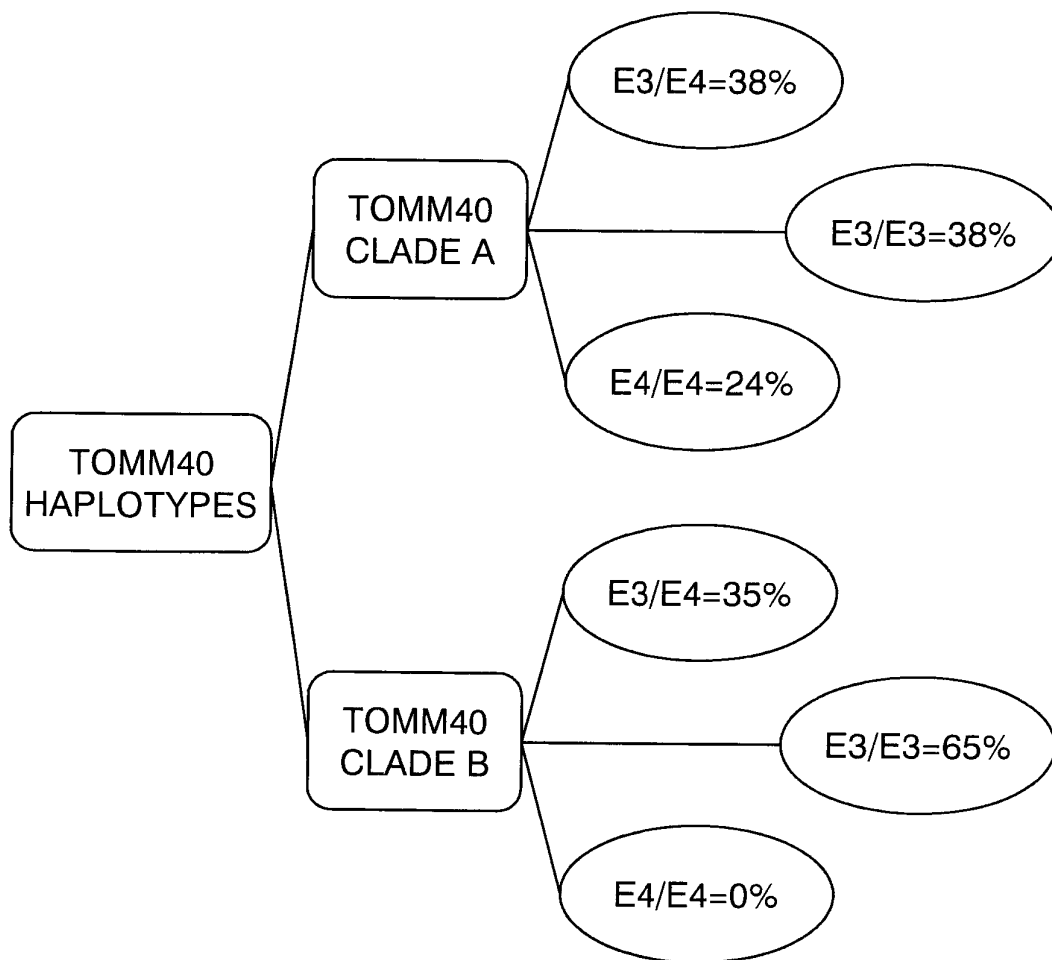 E3/E4=38%
TOMM40
CLADE A
E3/E3=38%
E4/E4=24%
TOMM40
HAPLOTYPES
E3/E4=35%
TOMM40
CLADE B
E3/E3=65%
E4/E4=0%